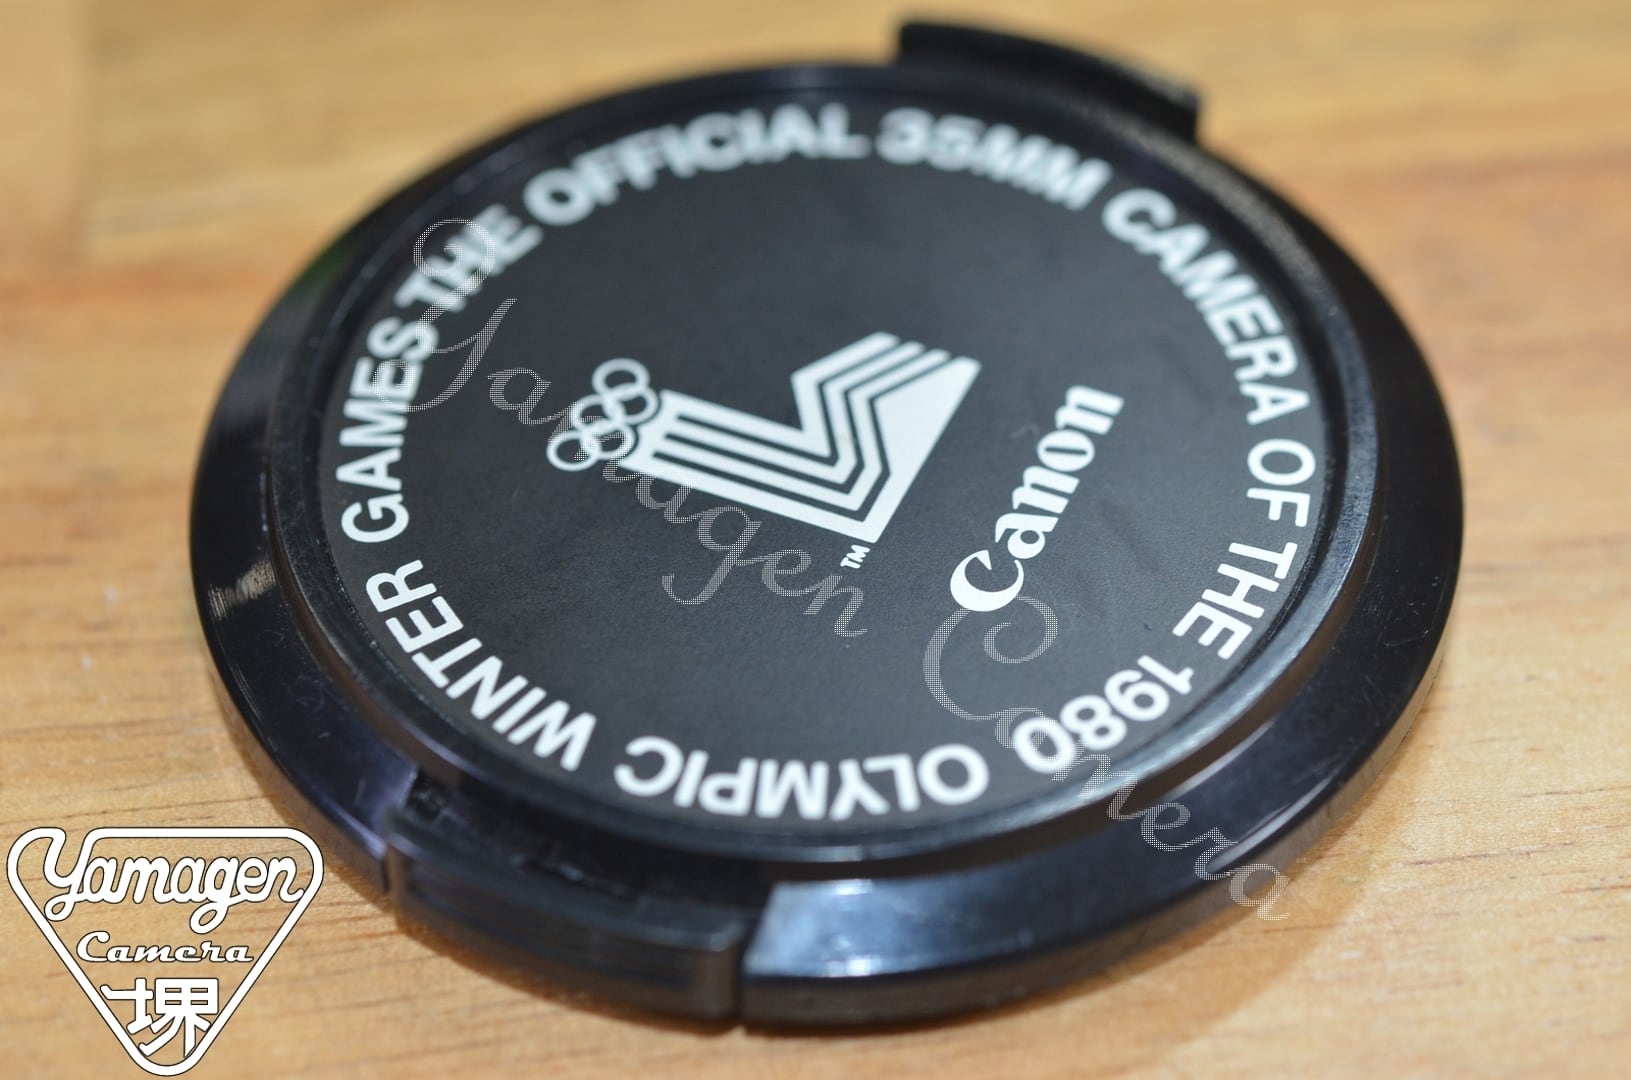 THE OFFICIAL 35MM CAMERA OF THE 1980 OLYMPIC WINTER GAMES
TM
Canon
Yamagen
Camera
Yamagen
Camera
堺